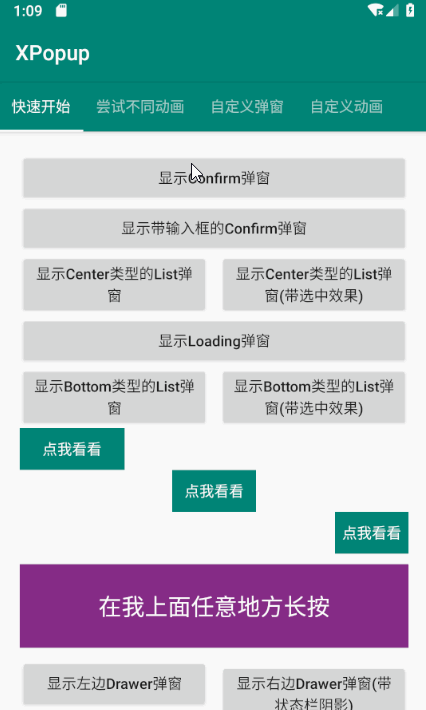 1:09
XPopup
快速开始 尝试不同动画 自定义弹窗 自定义动画
显示Confirm弹窗
显示带输入框的Confirm弹窗
显示Center类型的List弹
窗
显示Center类型的List弹
窗(带选中效果)
显示Loading弹窗
显示Bottom类型的List弹
窗
显示Bottom类型的List弹
窗(带选中效果)
点我看看
点我看看
点我看看
在我上面任意地方长按
显示左边Drawer弹窗
显示右边Drawer弹窗(带
状态栏阴影)